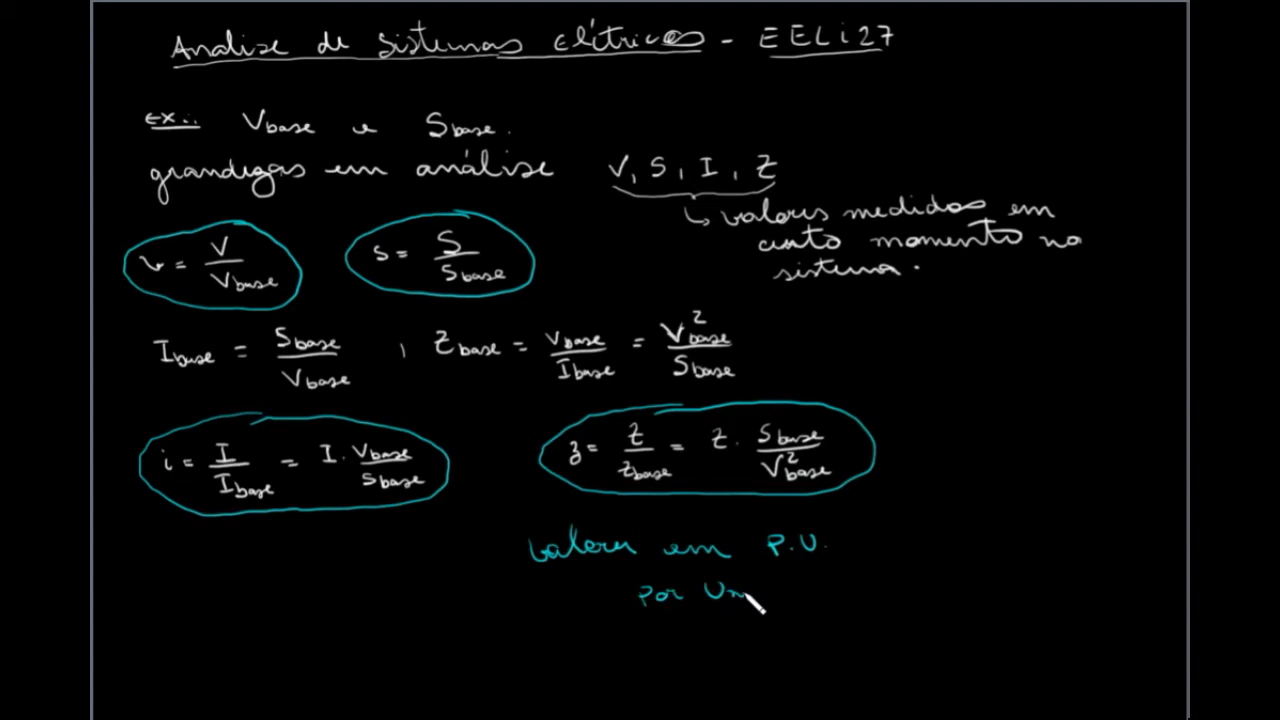 Analise de sistemas elétricos - EELi27
Ex.: Vbase e Sbase.
grandezas em análise V, S, I, Z
↳ valores medidos em
certo momento no
sistema.
v = V / Vbase s = S / Sbase
Ibase = Sbase / Vbase , Zbase = Vbase / Ibase = V²base / Sbase
i = I / Ibase = I . Vbase / Sbase z = Z / Zbase = Z . Sbase / V²base
valores em P.U.
Por Un